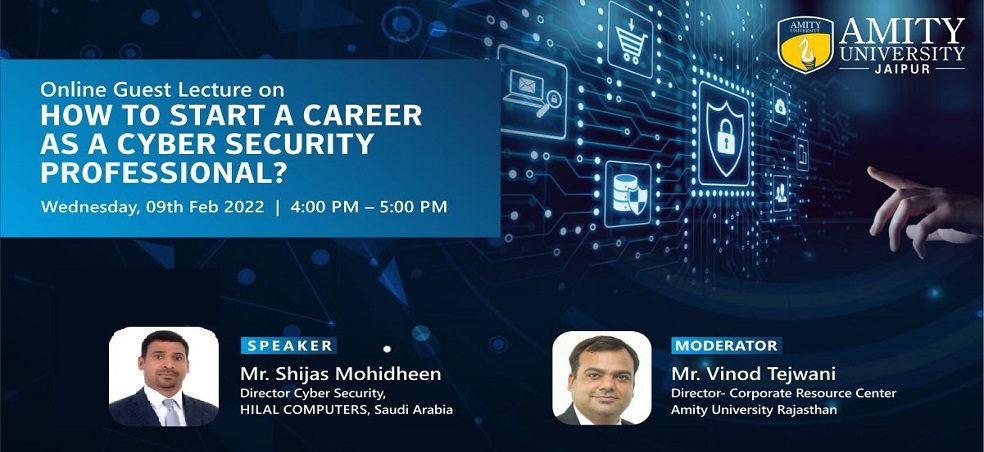 AMITY
UNIVERSITY
AMITY
UNIVERSITY
JAIPUR
Online Guest Lecture on
HOW TO START A CAREER
AS A CYBER SECURITY
PROFESSIONAL?
Wednesday, 09th Feb 2022 | 4:00 PM – 5:00 PM
SPEAKER
Mr. Shijas Mohidheen
Director Cyber Security,
HILAL COMPUTERS, Saudi Arabia
MODERATOR
Mr. Vinod Tejwani
Director- Corporate Resource Center
Amity University Rajasthan